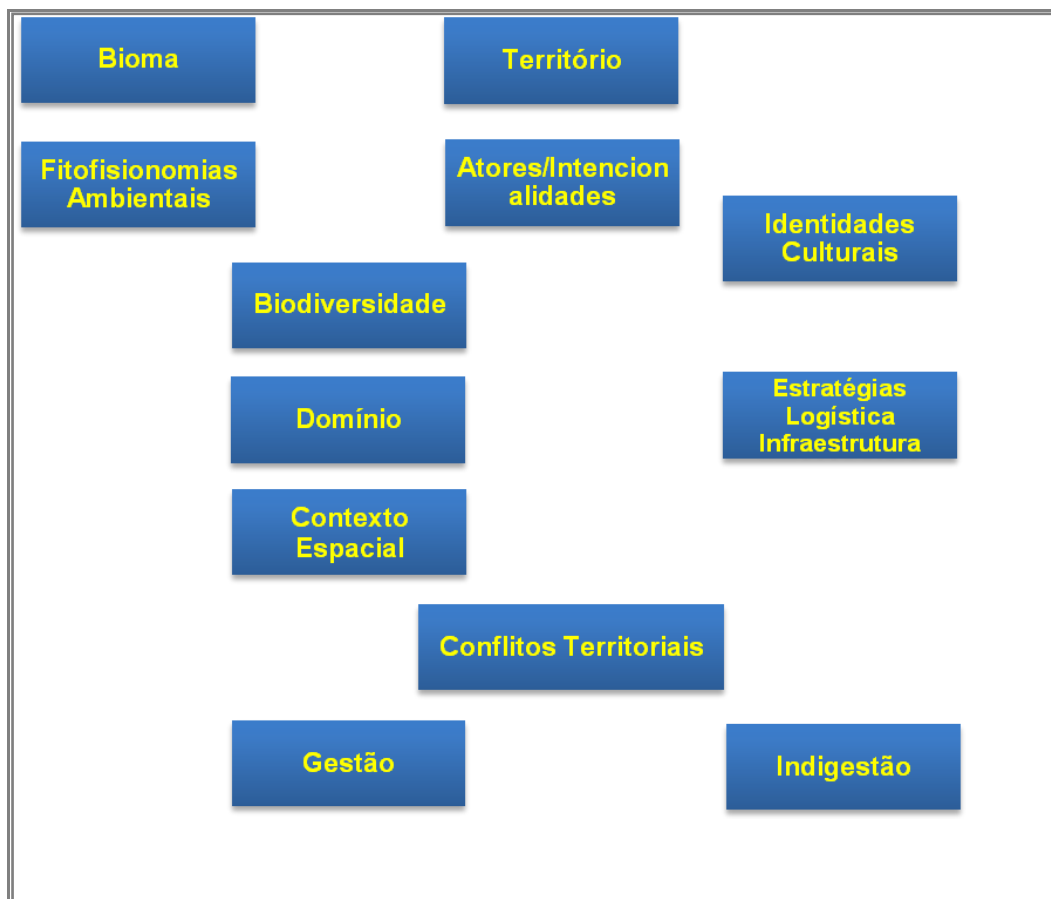 Bioma
Território
Fitofisionomias
Ambientais
Atores/Intencion
alidades
Identidades
Culturais
Biodiversidade
Domínio
Estratégias
Logística
Infraestrutura
Contexto
Espacial
Conflitos Territoriais
Gestão
Indigestão